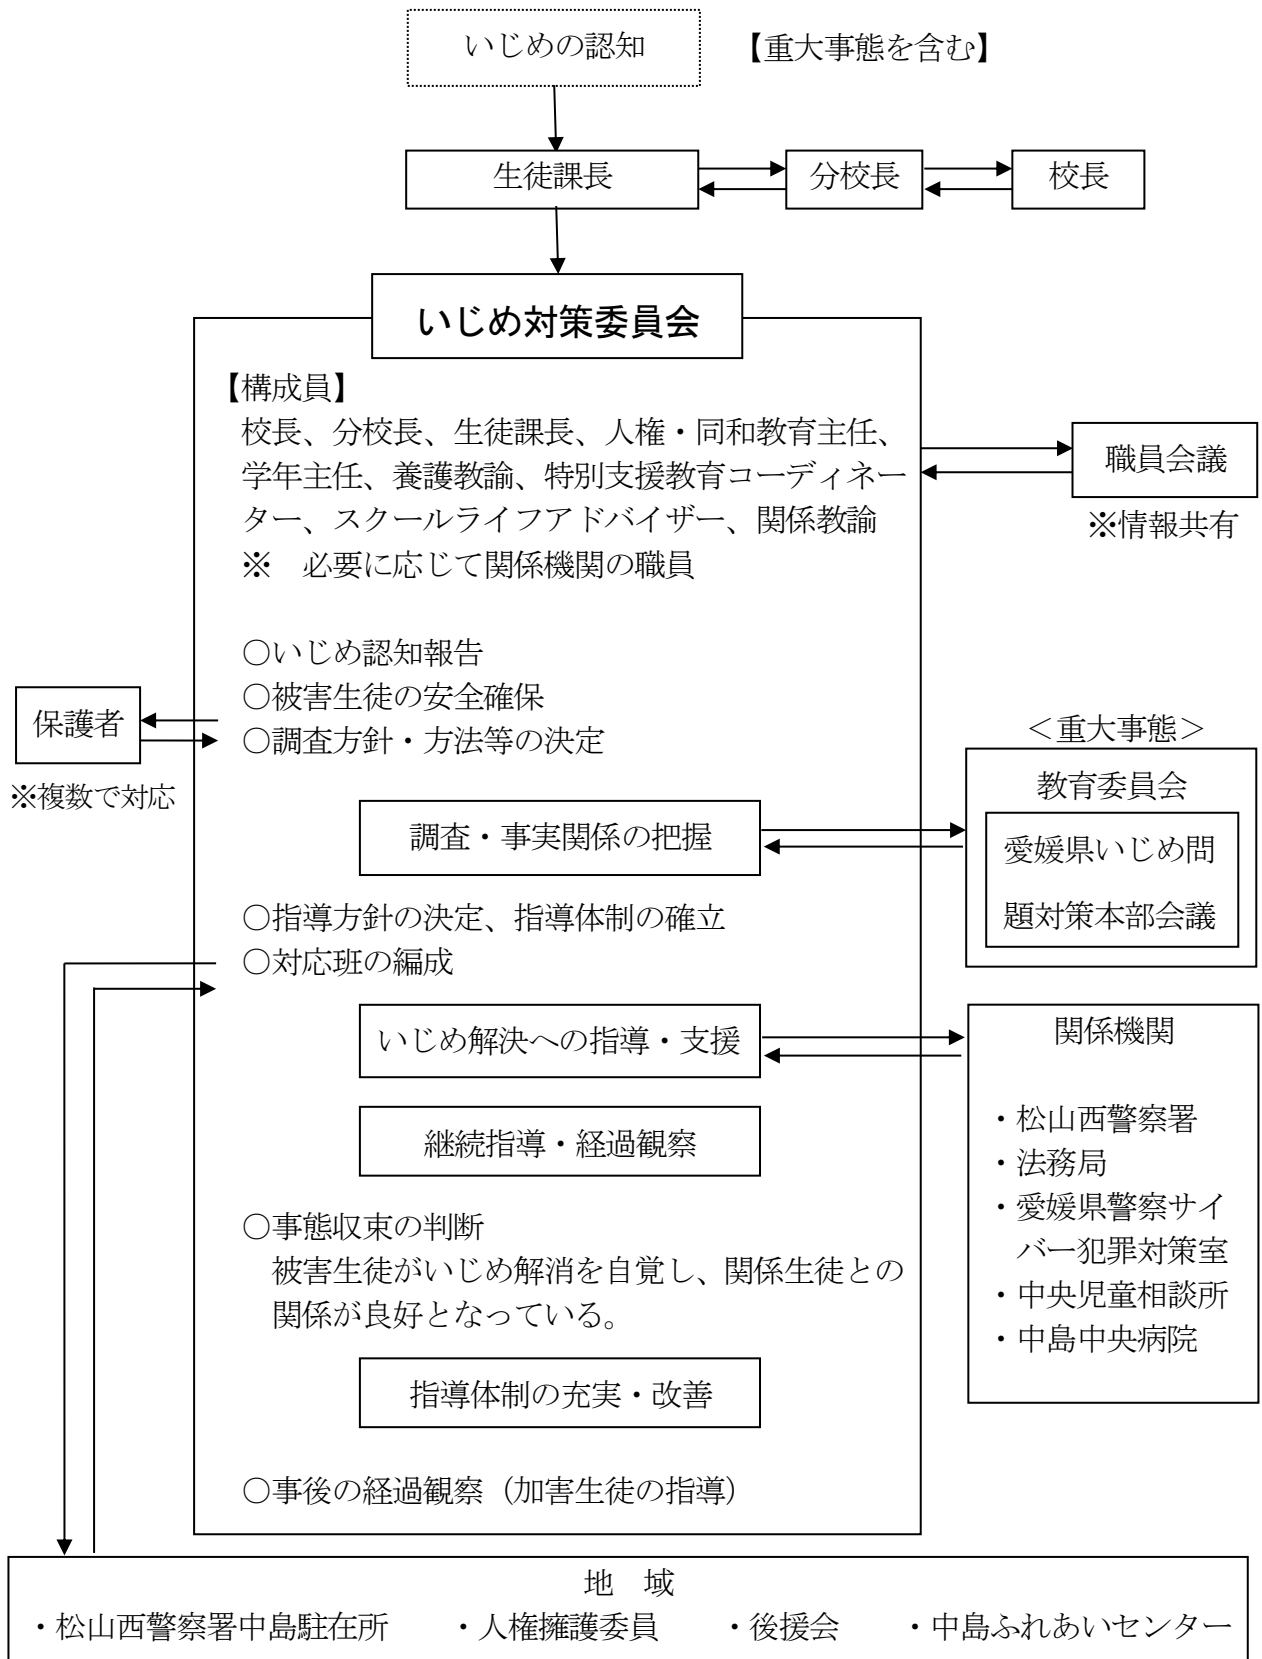 いじめの認知
【重大事態を含む】
生徒課長
分校長
校長
いじめ対策委員会
【構成員】
校長、分校長、生徒課長、人権・同和教育主任、
学年主任、養護教諭、特別支援教育コーディネー
ター、スクールライフアドバイザー、関係教諭
※　必要に応じて関係機関の職員
職員会議
※情報共有
○いじめ認知報告
○被害生徒の安全確保
○調査方針・方法等の決定
保護者
※複数で対応
＜重大事態＞
教育委員会
愛媛県いじめ問
題対策本部会議
調査・事実関係の把握
○指導方針の決定、指導体制の確立
○対応班の編成
いじめ解決への指導・支援
関係機関
・松山西警察署
・法務局
・愛媛県警察サイ
バー犯罪対策室
・中央児童相談所
・中島中央病院
継続指導・経過観察
○事態収束の判断
被害生徒がいじめ解消を自覚し、関係生徒との
関係が良好となっている。
指導体制の充実・改善
○事後の経過観察（加害生徒の指導）
地　域
・松山西警察署中島駐在所　・人権擁護委員　・後援会　・中島ふれあいセンター